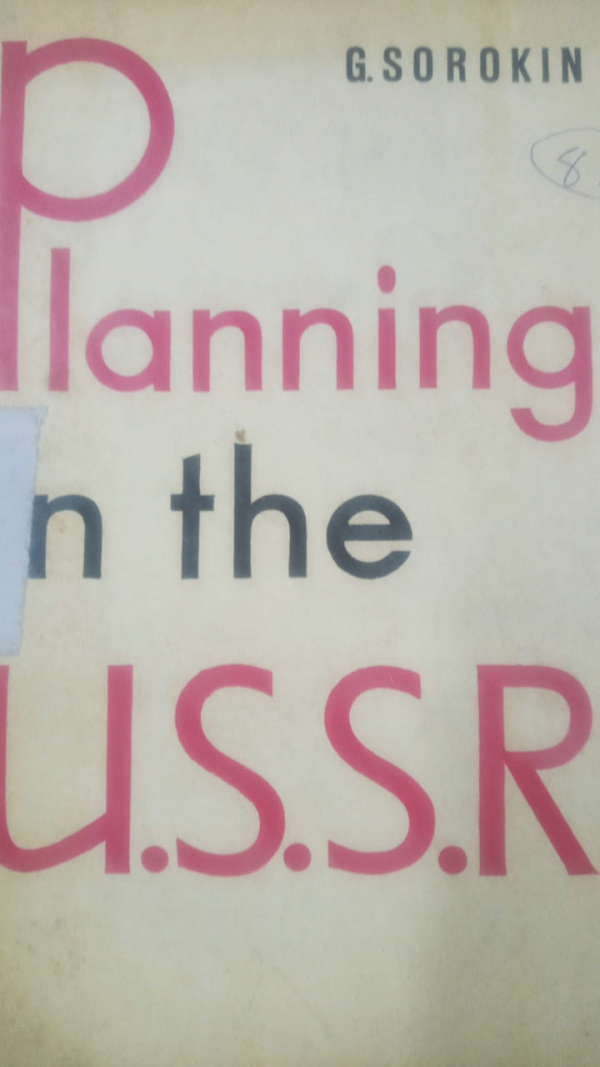 G. SOROKIN
8
Planning
n the
U.S.S.R